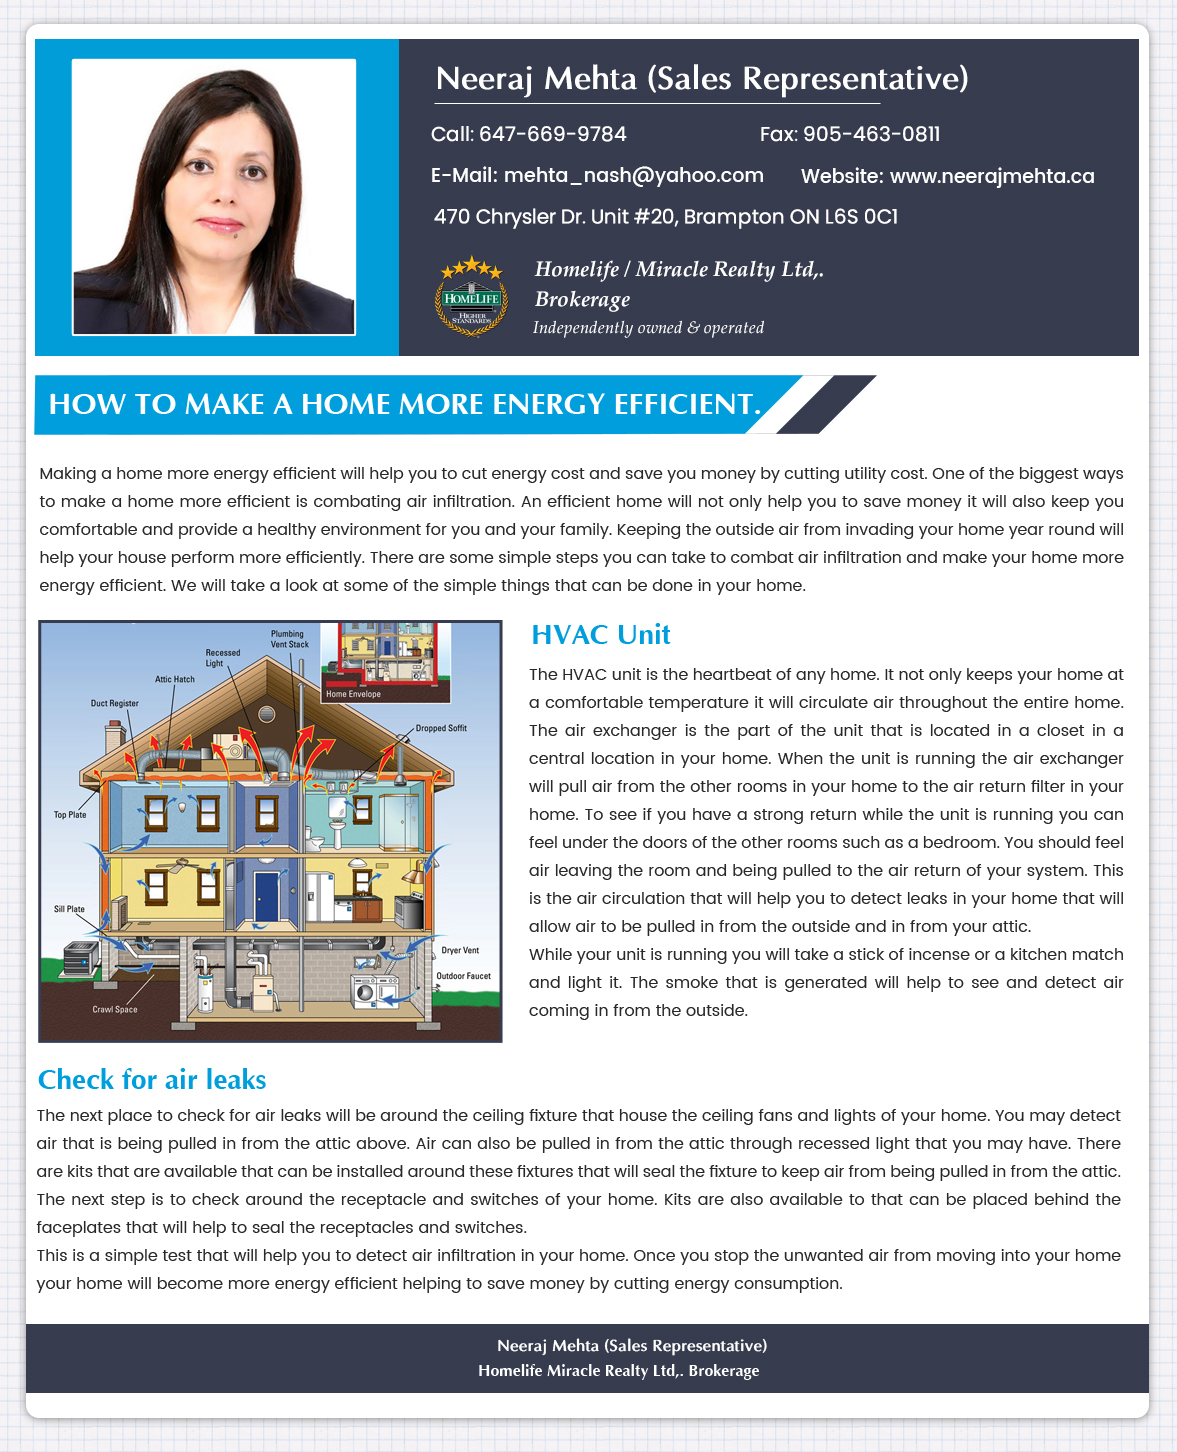 Neeraj Mehta (Sales Representative)
Call: 647-669-9784
Fax: 905-463-0811
E-Mail: mehta_nash@yahoo.com
Website: www.neerajmehta.ca
470 Chrysler Dr. Unit #20, Brampton ON L6S 0C1
HOMELIFE
HIGHER
STANDARDS
Homelife / Miracle Realty Ltd,.
Brokerage
Independently owned & operated
HOW TO MAKE A HOME MORE ENERGY EFFICIENT.
Making a home more energy efficient will help you to cut energy cost and save you money by cutting utility cost. One of the biggest ways
to make a home more efficient is combating air infiltration. An efficient home will not only help you to save money it will also keep you
comfortable and provide a healthy environment for you and your family. Keeping the outside air from invading your home year round will
help your house perform more efficiently. There are some simple steps you can take to combat air infiltration and make your home more
energy efficient. We will take a look at some of the simple things that can be done in your home.
Plumbing
Vent Stack
Recessed
Light
Attic Hatch
Duct Register
Home Envelope
Dropped Soffit
Top Plate
Sill Plate
Dryer Vent
Outdoor Faucet
Crawl Space
HVAC Unit
The HVAC unit is the heartbeat of any home. It not only keeps your home at
a comfortable temperature it will circulate air throughout the entire home.
The air exchanger is the part of the unit that is located in a closet in a
central location in your home. When the unit is running the air exchanger
will pull air from the other rooms in your home to the air return filter in your
home. To see if you have a strong return while the unit is running you can
feel under the doors of the other rooms such as a bedroom. You should feel
air leaving the room and being pulled to the air return of your system. This
is the air circulation that will help you to detect leaks in your home that will
allow air to be pulled in from the outside and in from your attic.
While your unit is running you will take a stick of incense or a kitchen match
and light it. The smoke that is generated will help to see and detect air
coming in from the outside.
Check for air leaks
The next place to check for air leaks will be around the ceiling fixture that house the ceiling fans and lights of your home. You may detect
air that is being pulled in from the attic above. Air can also be pulled in from the attic through recessed light that you may have. There
are kits that are available that can be installed around these fixtures that will seal the fixture to keep air from being pulled in from the attic.
The next step is to check around the receptacle and switches of your home. Kits are also available to that can be placed behind the
faceplates that will help to seal the receptacles and switches.
This is a simple test that will help you to detect air infiltration in your home. Once you stop the unwanted air from moving into your home
your home will become more energy efficient helping to save money by cutting energy consumption.
Neeraj Mehta (Sales Representative)
Homelife Miracle Realty Ltd,. Brokerage